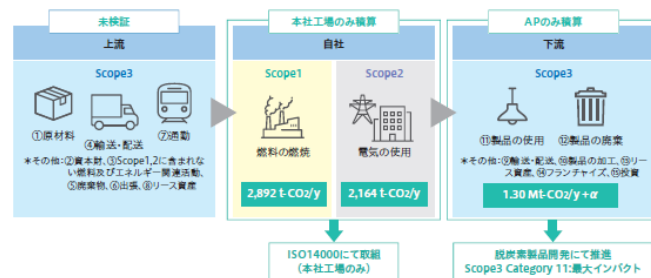 未検証
上流
Scope3
①原材料
④輸送・配送
⑦通勤
＊その他：②資本財、③Scope1,2に含まれな
い燃料及びエネルギー関連活動、
⑤廃棄物、⑥出張、⑧リース資産
本社工場のみ積算
自社
Scope1
燃料の燃焼
2,892 t-CO2/y
Scope2
電気の使用
2,164 t-CO2/y
ISO14000にて取組
（本社工場のみ）
APのみ積算
下流
Scope3
⑪製品の使用
⑫製品の廃棄
＊その他：⑨輸送・配送、⑩製品の加工、⑬リー
ス資産、⑭フランチャイズ、⑮投資
1.30 Mt-CO2/y+α
脱炭素製品開発にて推進
Scope3 Category 11:最大インパクト